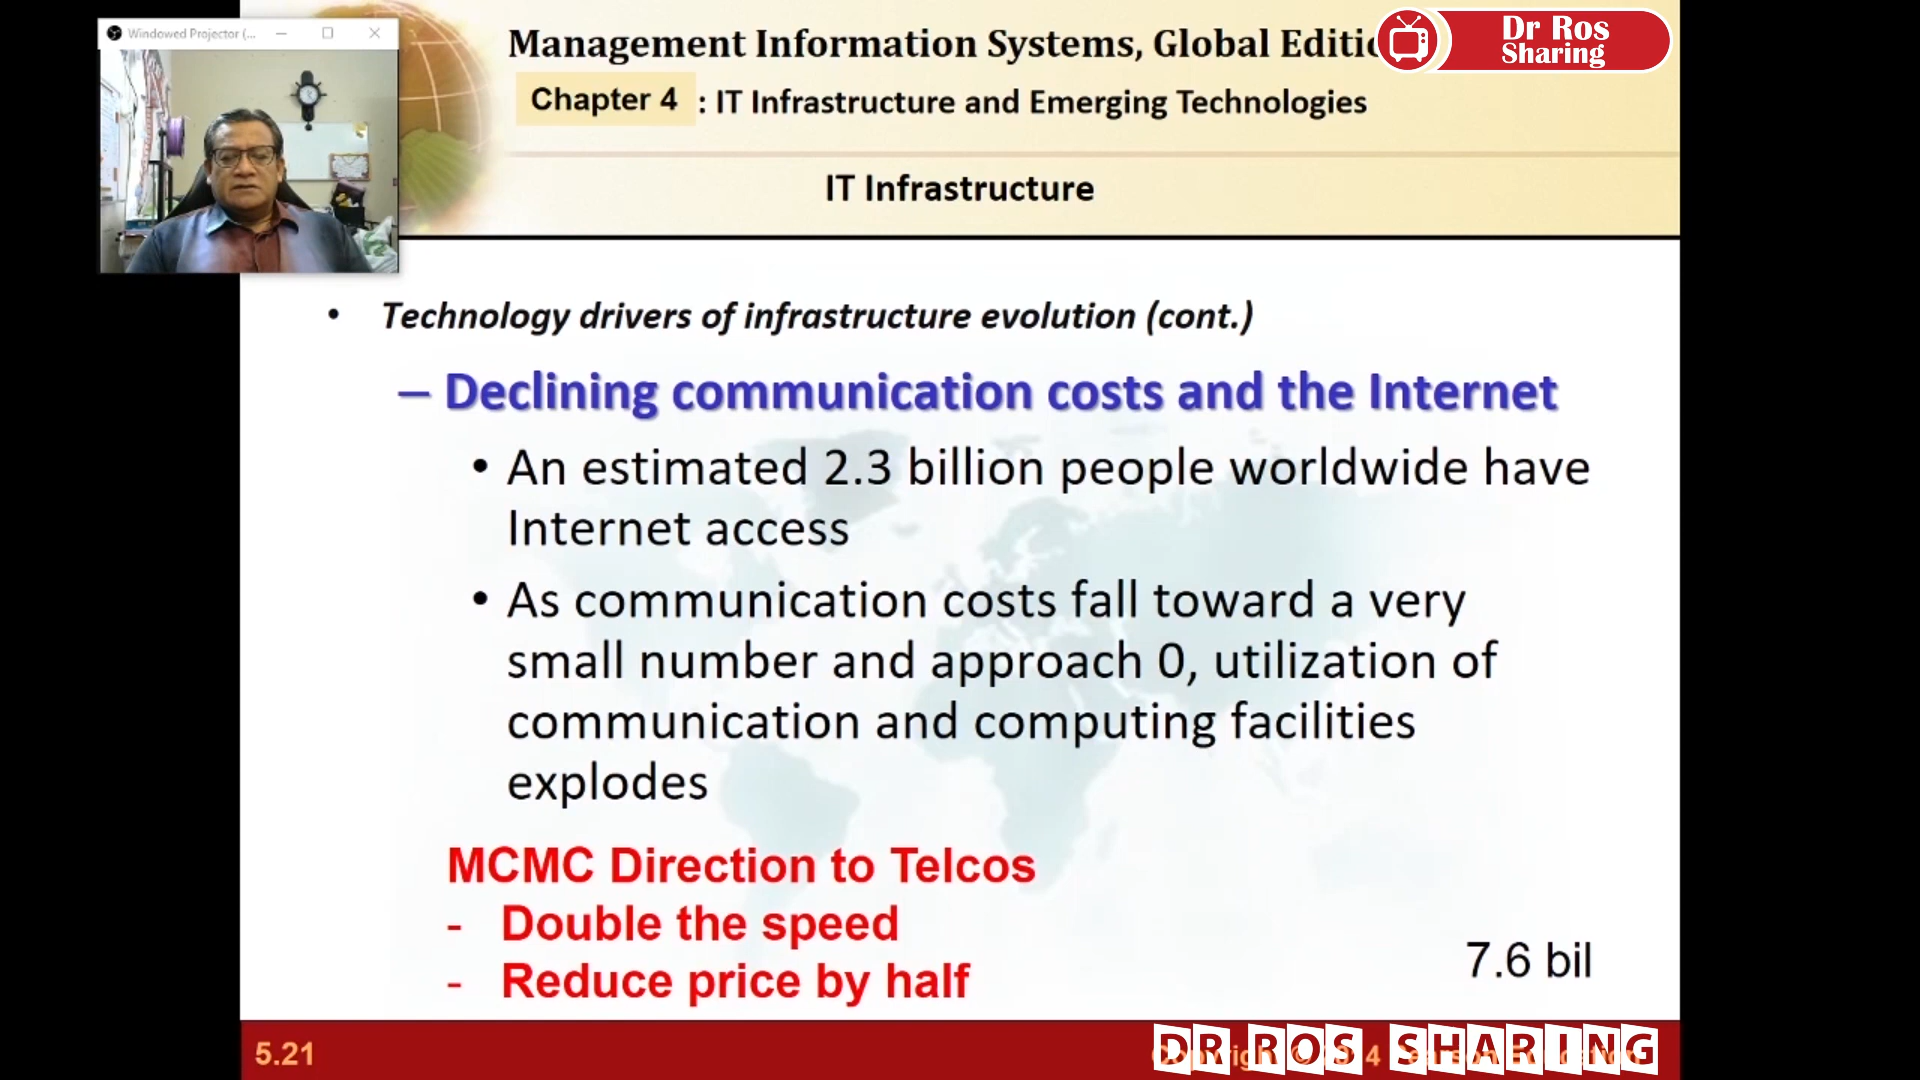 Windowed Projector (...
Management Information Systems, Global Editi
Dr Ros
Sharing
Chapter 4 : IT Infrastructure and Emerging Technologies
IT Infrastructure
• Technology drivers of infrastructure evolution (cont.)
– Declining communication costs and the Internet
• An estimated 2.3 billion people worldwide have
Internet access
• As communication costs fall toward a very
small number and approach 0, utilization of
communication and computing facilities
explodes
MCMC Direction to Telcos
- Double the speed
- Reduce price by half
7.6 bil
5.21
DR ROS SHARING